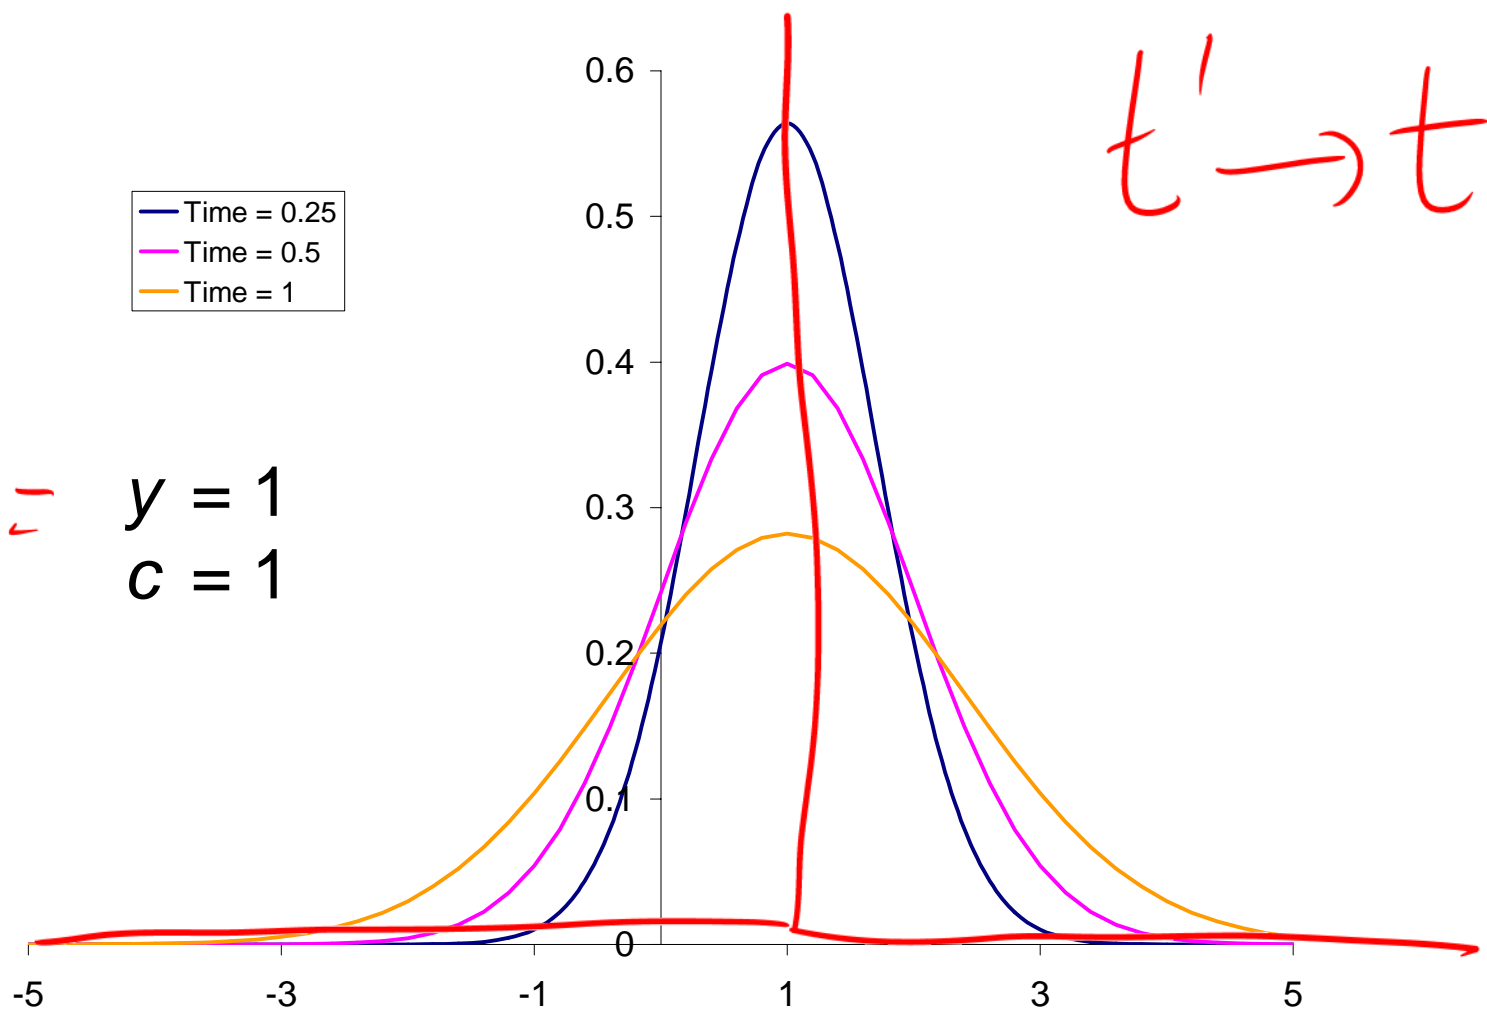 0.6
t' → t
0.5
Time = 0.25
Time = 0.5
Time = 1
0.4
= y = 1
c = 1
0.3
0.2
0.1
0
-5 -3 -1 1 3 5